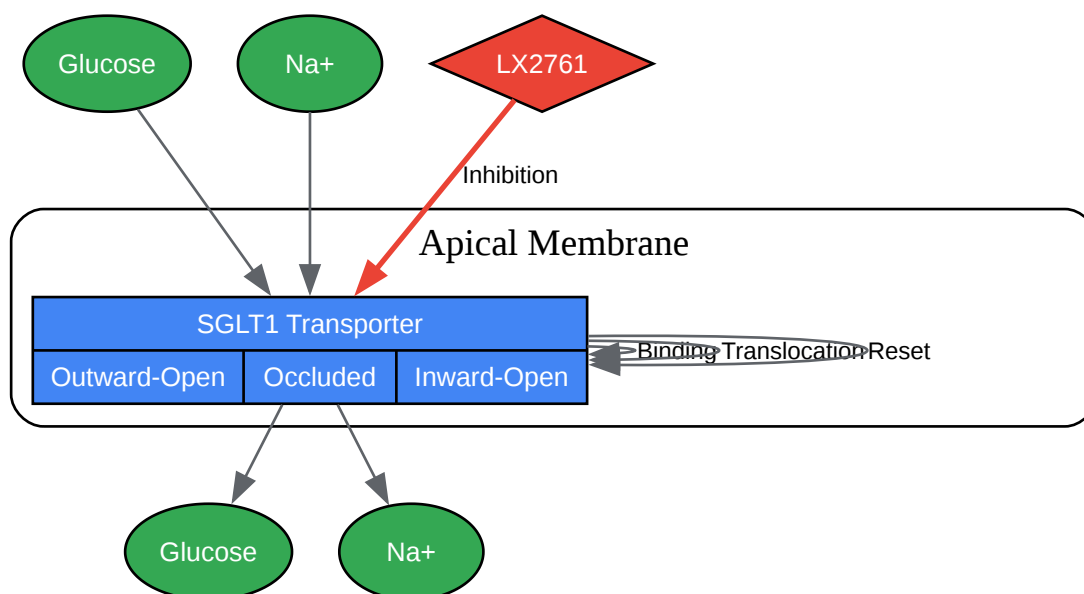 Glucose
Na+
LX2761
Inhibition
Apical Membrane
SGLT1 Transporter
Binding
Translocation
Reset
Outward-Open
Occluded
Inward-Open
Glucose
Na+